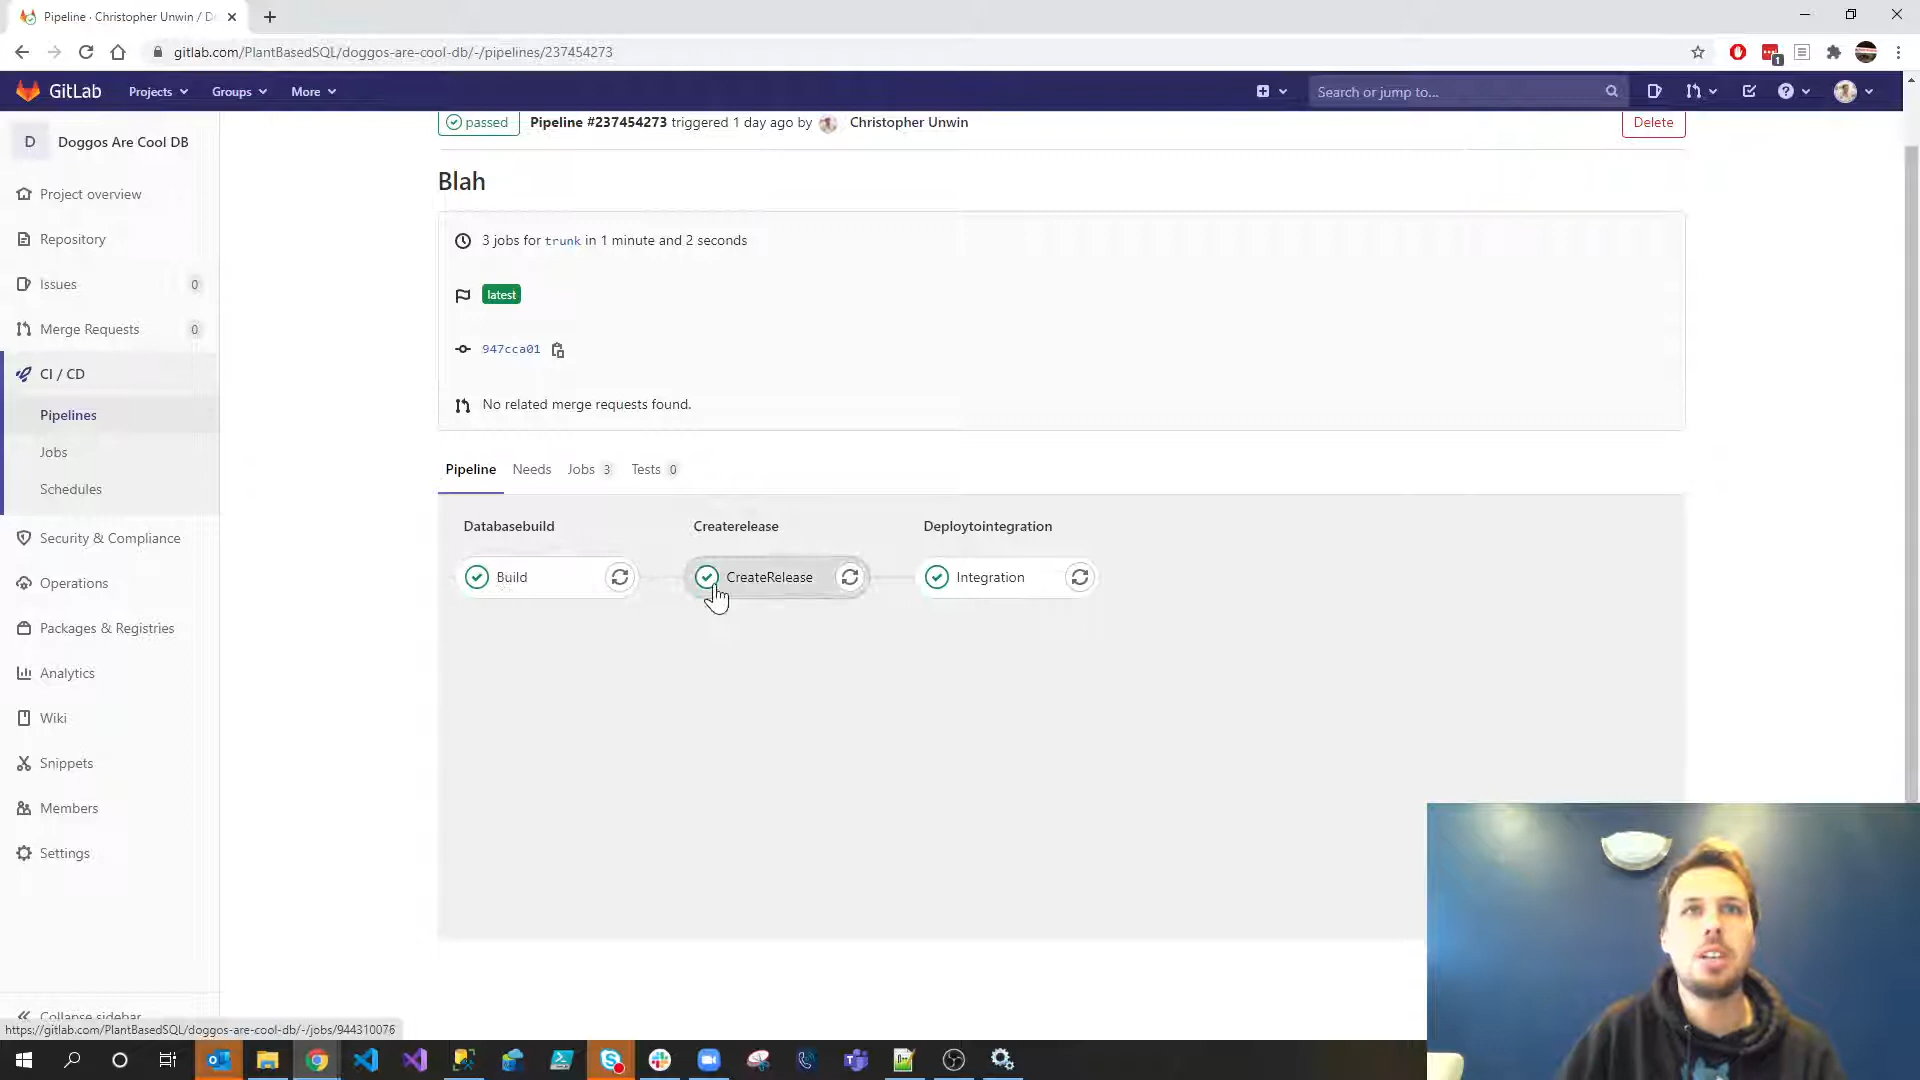 Pipeline · Christopher Unwin / D
gitlab.com/PlantBasedSQL/doggos-are-cool-db/-/pipelines/237454273
1
GitLab
Projects
Groups
More
Search or jump to...
D
Doggos Are Cool DB
Project overview
Repository
Issues 0
Merge Requests 0
CI / CD
Pipelines
Jobs
Schedules
Security & Compliance
Operations
Packages & Registries
Analytics
Wiki
Snippets
Members
Settings
Collapse sidebar
passed Pipeline #237454273 triggered 1 day ago by Christopher Unwin
Delete
Blah
3 jobs for trunk in 1 minute and 2 seconds
latest
947cca01
No related merge requests found.
Pipeline Needs Jobs 3 Tests 0
Databasebuild Createrelease Deploytointegration
Build CreateRelease Integration
https://gitlab.com/PlantBasedSQL/doggos-are-cool-db/-/jobs/944310076